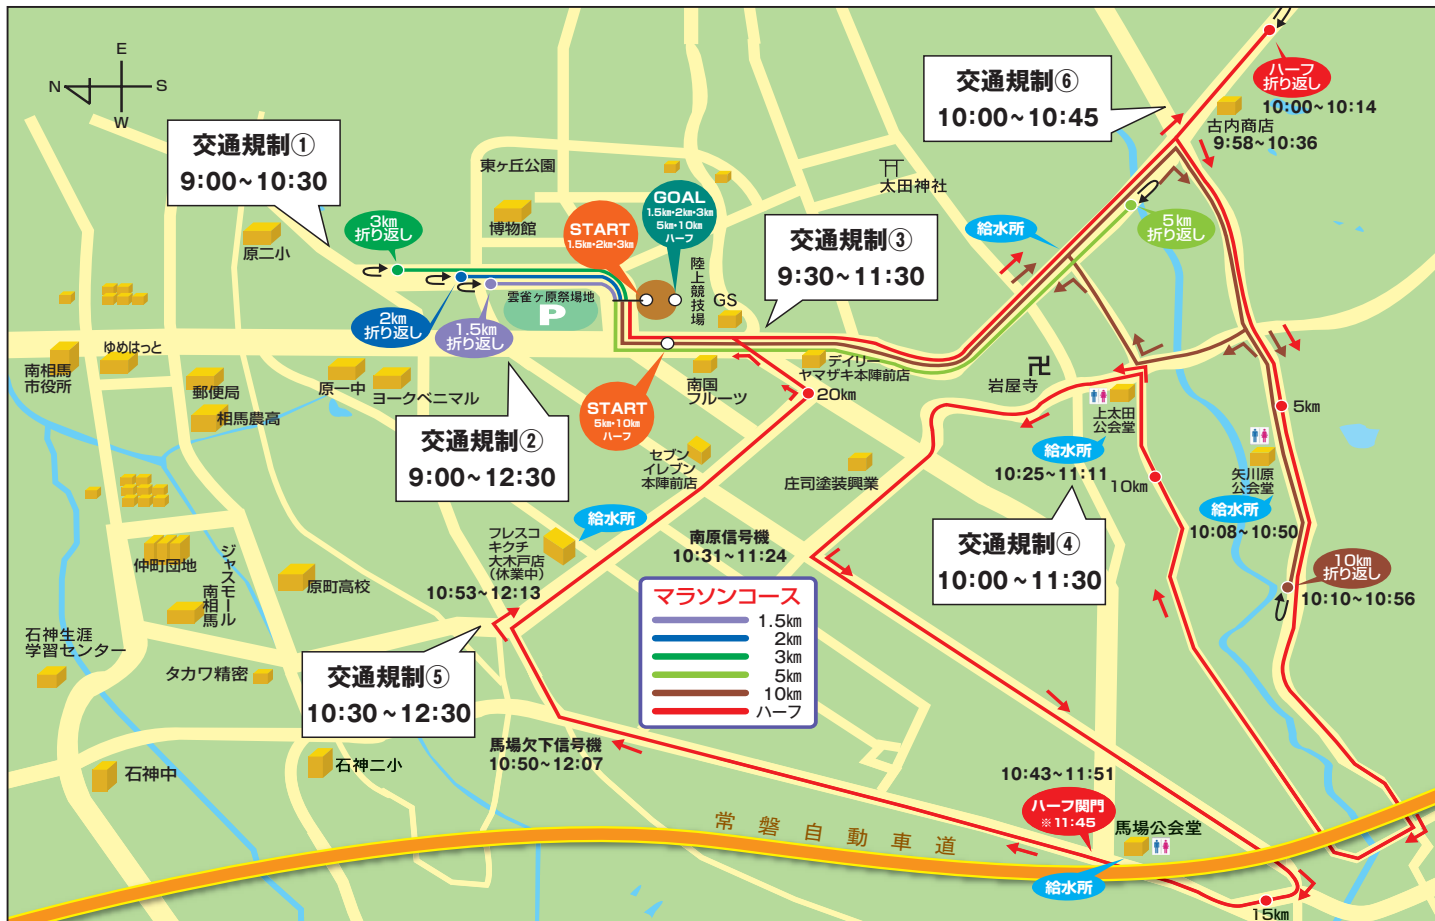 E
N
S
W
交通規制①
9:00~10:30
交通規制⑥
10:00~10:45
ハーフ
折り返し
10:00~10:14
古内商店
9:58~10:36
東ヶ丘公園
太田神社
GOAL
1.5km・2km・3km
5km・10km
ハーフ
START
1.5km・2km・3km
博物館
3km
折り返し
原二小
給水所
5km
折り返し
交通規制③
9:30~11:30
陸上競技場
GS
雲雀ヶ原祭場地
P
2km
折り返し
1.5km
折り返し
南相馬
市役所
ゆめはっと
郵便局
相馬農高
原一中
ヨークベニマル
南国
フルーツ
デイリー
ヤマザキ本陣前店
卍
岩屋寺
20km
START
5km・10km
ハーフ
上太田
公会堂
給水所
10:25~11:11
10km
5km
矢川原
公会堂
給水所
10:08~10:50
交通規制②
9:00~12:30
セブン
イレブン
本陣前店
庄司塗装興業
交通規制④
10:00~11:30
給水所
フレスコ
キクチ
大木戸店
(休業中)
南原信号機
10:31~11:24
10km
折り返し
10:10~10:56
10:53~12:13
仲町団地
ジャスモール
南相馬
原町高校
マラソンコース
1.5km
2km
3km
5km
10km
ハーフ
石神生涯
学習センター
タカワ精密
交通規制⑤
10:30~12:30
馬場欠下信号機
10:50~12:07
石神中
石神二小
10:43~11:51
ハーフ関門
※11:45
馬場公会堂
常磐自動車道
給水所
15km